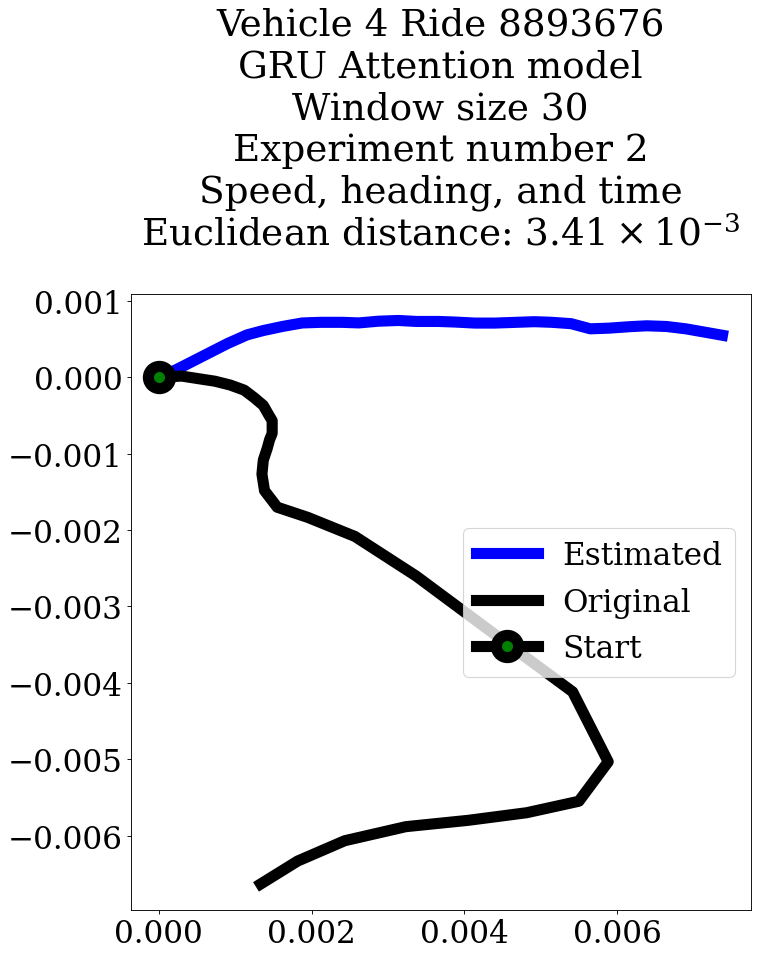 Vehicle 4 Ride 8893676
GRU Attention model
Window size 30
Experiment number 2
Speed, heading, and time
Euclidean distance: 3.41 × 10⁻³
0.001
0.000
−0.001
−0.002
−0.003
−0.004
−0.005
−0.006
Estimated
Original
Start
0.000 0.002 0.004 0.006